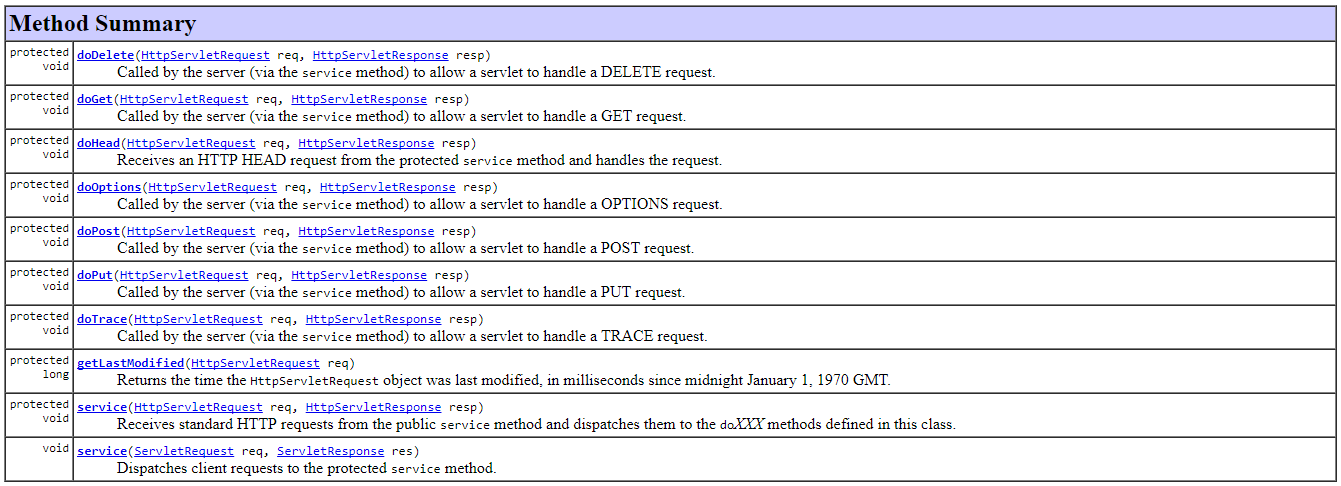 Method Summary
protected void doDelete(HttpServletRequest req, HttpServletResponse resp)
Called by the server (via the service method) to allow a servlet to handle a DELETE request.
protected void doGet(HttpServletRequest req, HttpServletResponse resp)
Called by the server (via the service method) to allow a servlet to handle a GET request.
protected void doHead(HttpServletRequest req, HttpServletResponse resp)
Receives an HTTP HEAD request from the protected service method and handles the request.
protected void doOptions(HttpServletRequest req, HttpServletResponse resp)
Called by the server (via the service method) to allow a servlet to handle a OPTIONS request.
protected void doPost(HttpServletRequest req, HttpServletResponse resp)
Called by the server (via the service method) to allow a servlet to handle a POST request.
protected void doPut(HttpServletRequest req, HttpServletResponse resp)
Called by the server (via the service method) to allow a servlet to handle a PUT request.
protected void doTrace(HttpServletRequest req, HttpServletResponse resp)
Called by the server (via the service method) to allow a servlet to handle a TRACE request.
protected long getLastModified(HttpServletRequest req)
Returns the time the HttpServletRequest object was last modified, in milliseconds since midnight January 1, 1970 GMT.
protected void service(HttpServletRequest req, HttpServletResponse resp)
Receives standard HTTP requests from the public service method and dispatches them to the doXXX methods defined in this class.
void service(ServletRequest req, ServletResponse res)
Dispatches client requests to the protected service method.